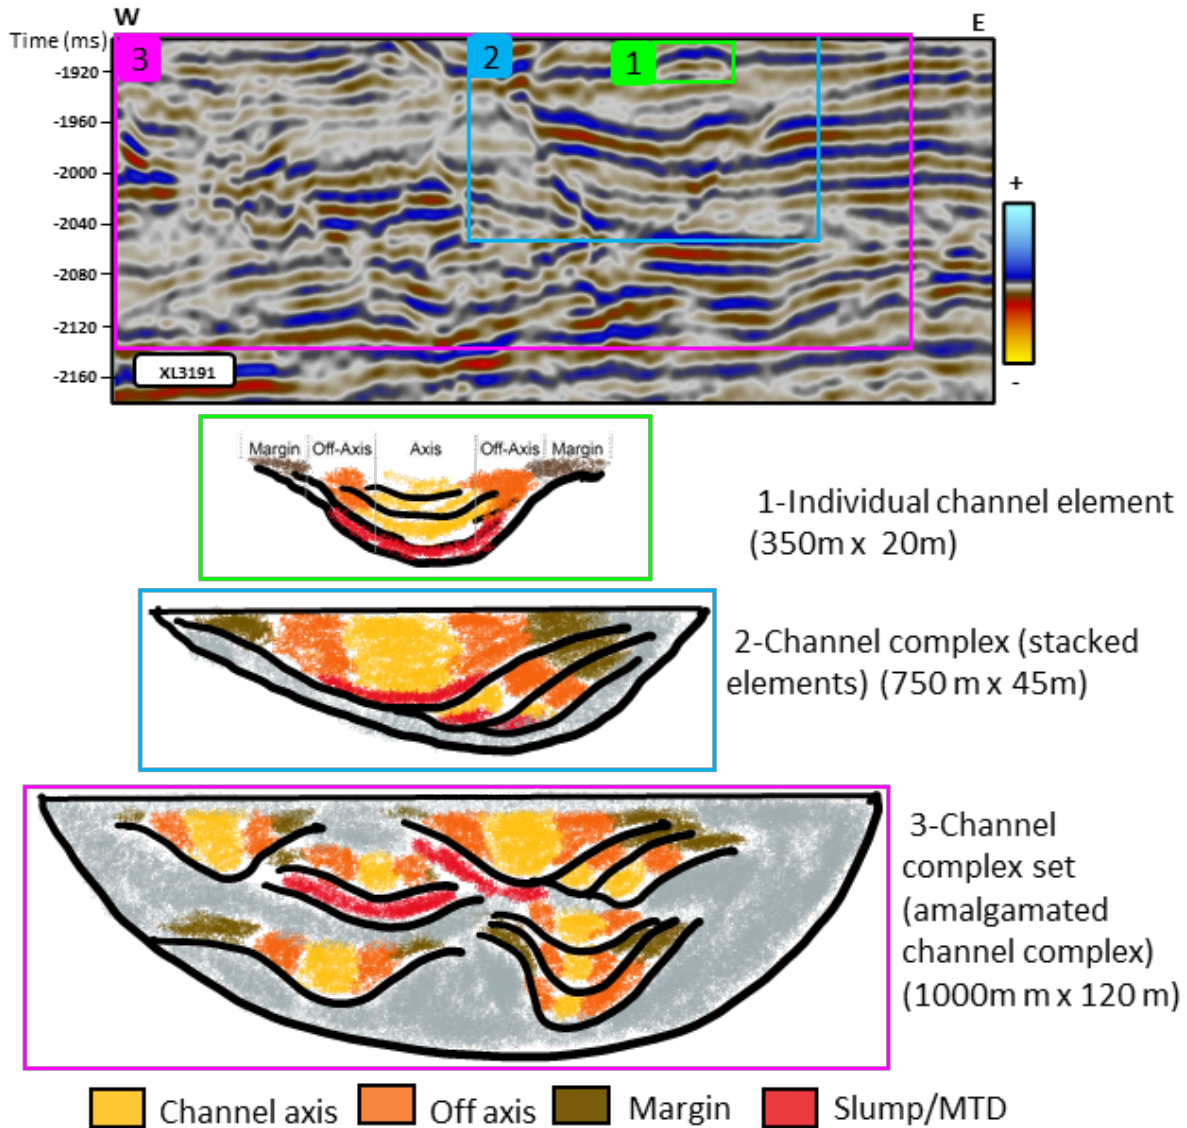 W
E
Time (ms)
3
2
1
-1920
-1960
-2000
-2040
-2080
-2120
-2160
XL3191
+
-
Margin Off-Axis Axis Off-Axis Margin
1-Individual channel element
(350m x 20m)
2-Channel complex (stacked
elements) (750 m x 45m)
3-Channel
complex set
(amalgamated
channel complex)
(1000m m x 120 m)
Channel axis
Off axis
Margin
Slump/MTD